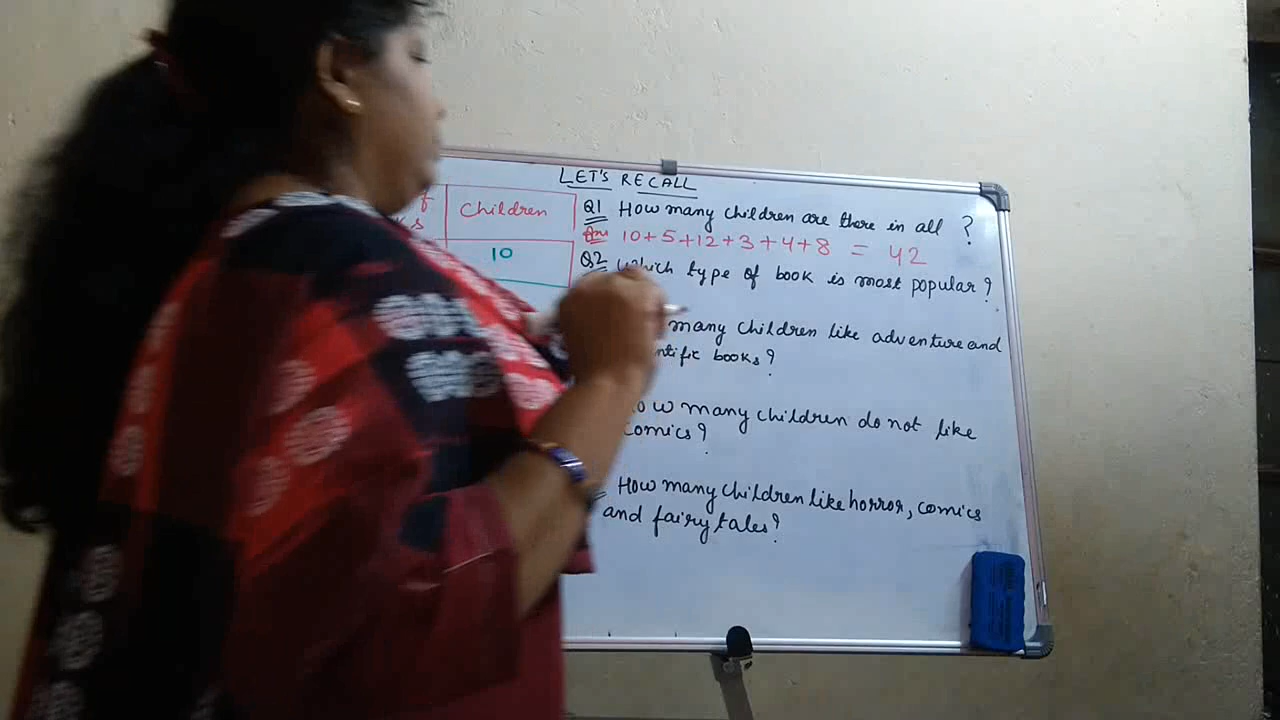 LET'S RECALL
Children
10
Q1 How many children are there in all ?
Ans 10+5+12+3+4+8 = 42
Q2 Which type of book is most popular?
many children like adventure and
books?
many children do not like
comics?
How many children like horror, comics
and fairy tales?